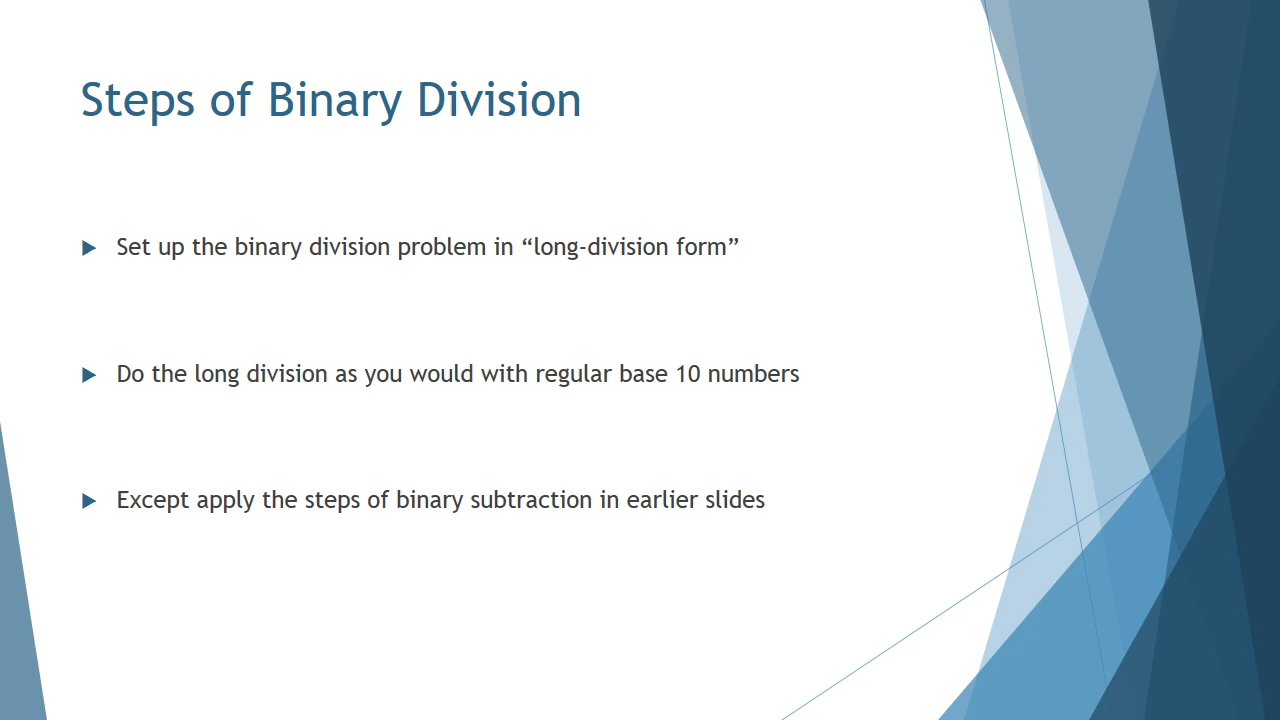 Steps of Binary Division
Set up the binary division problem in “long-division form”
Do the long division as you would with regular base 10 numbers
Except apply the steps of binary subtraction in earlier slides